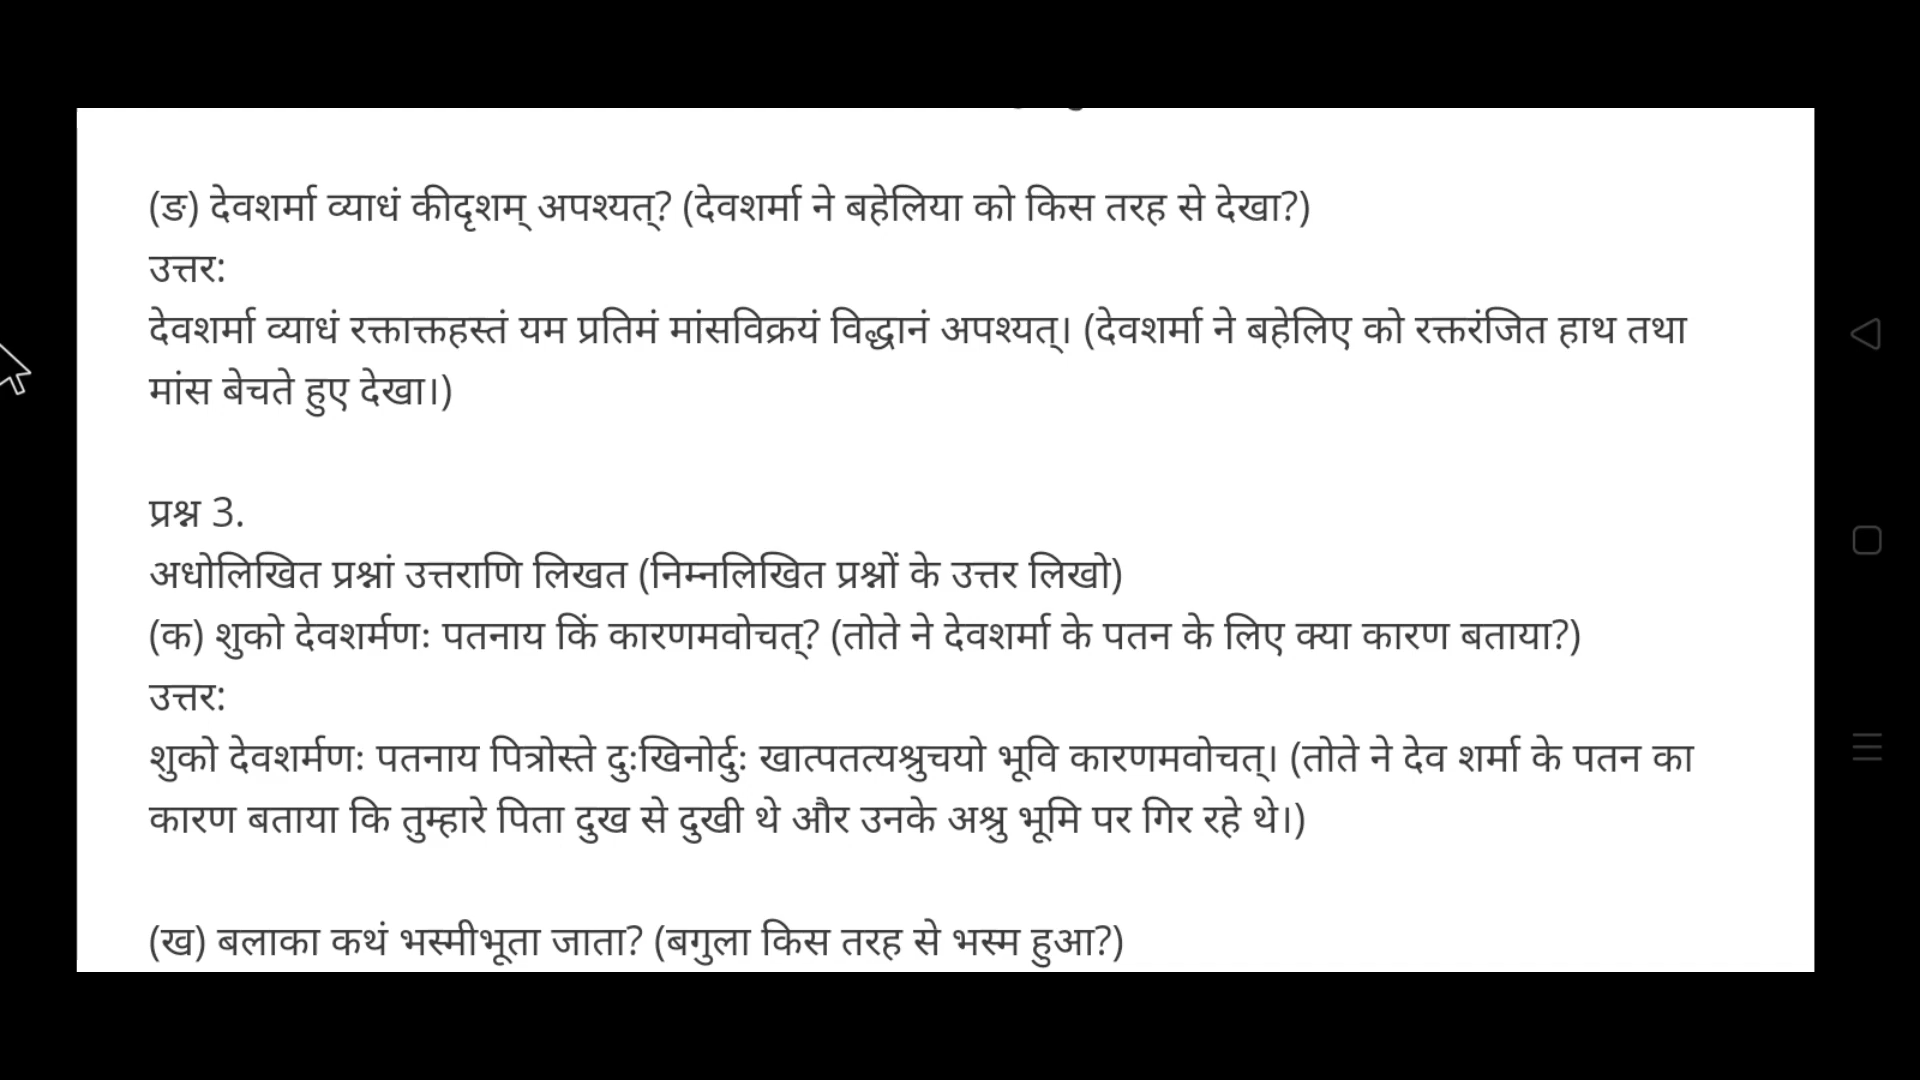 (ङ) देवशर्मा व्याधं कीदृशम् अपश्यत्? (देवशर्मा ने बहेलिया को किस तरह से देखा?)
उत्तर:
देवशर्मा व्याधं रक्ताक्तहस्तं यम प्रतिमं मांसविक्रयं विद्धानं अपश्यत्। (देवशर्मा ने बहेलिए को रक्तरंजित हाथ तथा
मांस बेचते हुए देखा।)
प्रश्न 3.
अधोलिखित प्रश्नां उत्तराणि लिखत (निम्नलिखित प्रश्नों के उत्तर लिखो)
(क) शुको देवशर्मणः पतनाय किं कारणमवोचत्? (तोते ने देवशर्मा के पतन के लिए क्या कारण बताया?)
उत्तर:
शुको देवशर्मणः पतनाय पित्रोस्ते दुःखिनोर्दुः खात्पतत्यश्रुचयो भूवि कारणमवोचत्। (तोते ने देव शर्मा के पतन का
कारण बताया कि तुम्हारे पिता दुख से दुखी थे और उनके अश्रु भूमि पर गिर रहे थे।)
(ख) बलाका कथं भस्मीभूता जाता? (बगुला किस तरह से भस्म हुआ?)